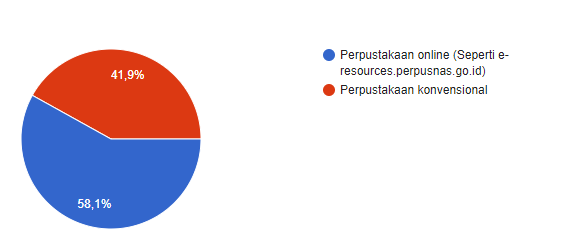 41,9%
58,1%
Perpustakaan online (Seperti e-
resources.perpusnas.go.id)
Perpustakaan konvensional